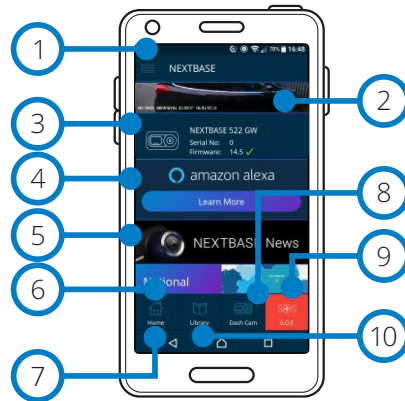 1
78% 16:48
NEXTBASE
2
3
NEXTBASE 522 GW
Serial No: 0
Firmware: 14.5 ✓
4
amazon alexa
Learn More
8
5
NEXTBASE News
9
National
6
SOS
Home Library Dash Cam S.O.S
10
7